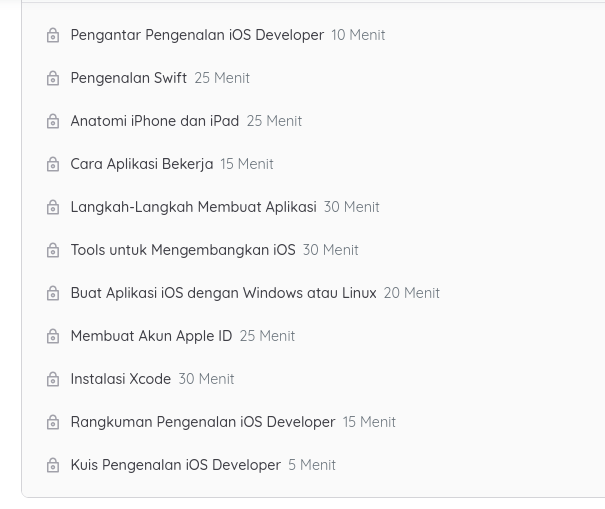 Pengantar Pengenalan iOS Developer 10 Menit
Pengenalan Swift 25 Menit
Anatomi iPhone dan iPad 25 Menit
Cara Aplikasi Bekerja 15 Menit
Langkah-Langkah Membuat Aplikasi 30 Menit
Tools untuk Mengembangkan iOS 30 Menit
Buat Aplikasi iOS dengan Windows atau Linux 20 Menit
Membuat Akun Apple ID 25 Menit
Instalasi Xcode 30 Menit
Rangkuman Pengenalan iOS Developer 15 Menit
Kuis Pengenalan iOS Developer 5 Menit